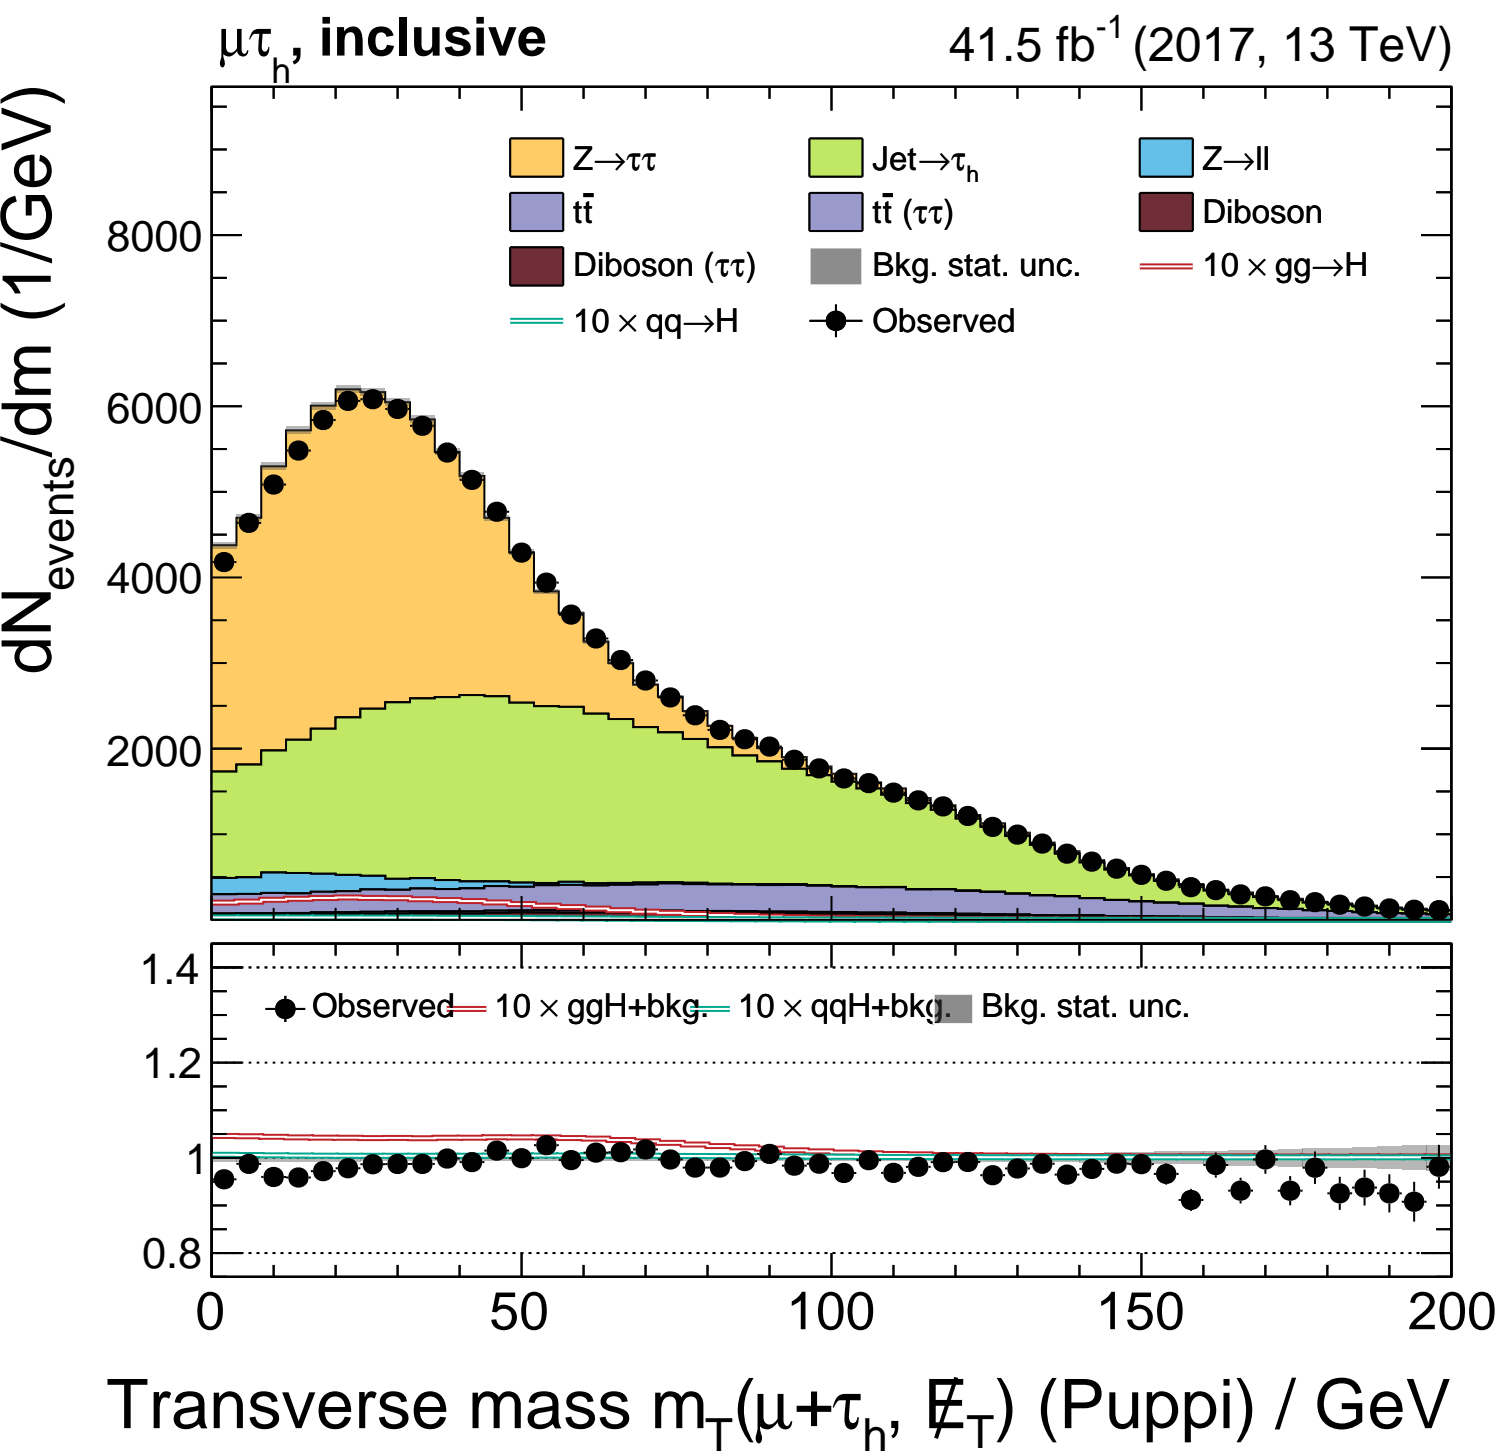 μτh, inclusive 41.5 fb-1 (2017, 13 TeV)
dNevents/dm (1/GeV)
Z→ττ Jet→τh Z→ll
tt̄ tt̄ (ττ) Diboson
Diboson (ττ) Bkg. stat. unc. 10 × gg→H
10 × qq→H Observed
8000
6000
4000
2000
1.4
Observed 10 × ggH+bkg. 10 × qqH+bkg. Bkg. stat. unc.
1.2
1
0.8
0 50 100 150 200
Transverse mass mT(μ+τh, E̸T) (Puppi) / GeV